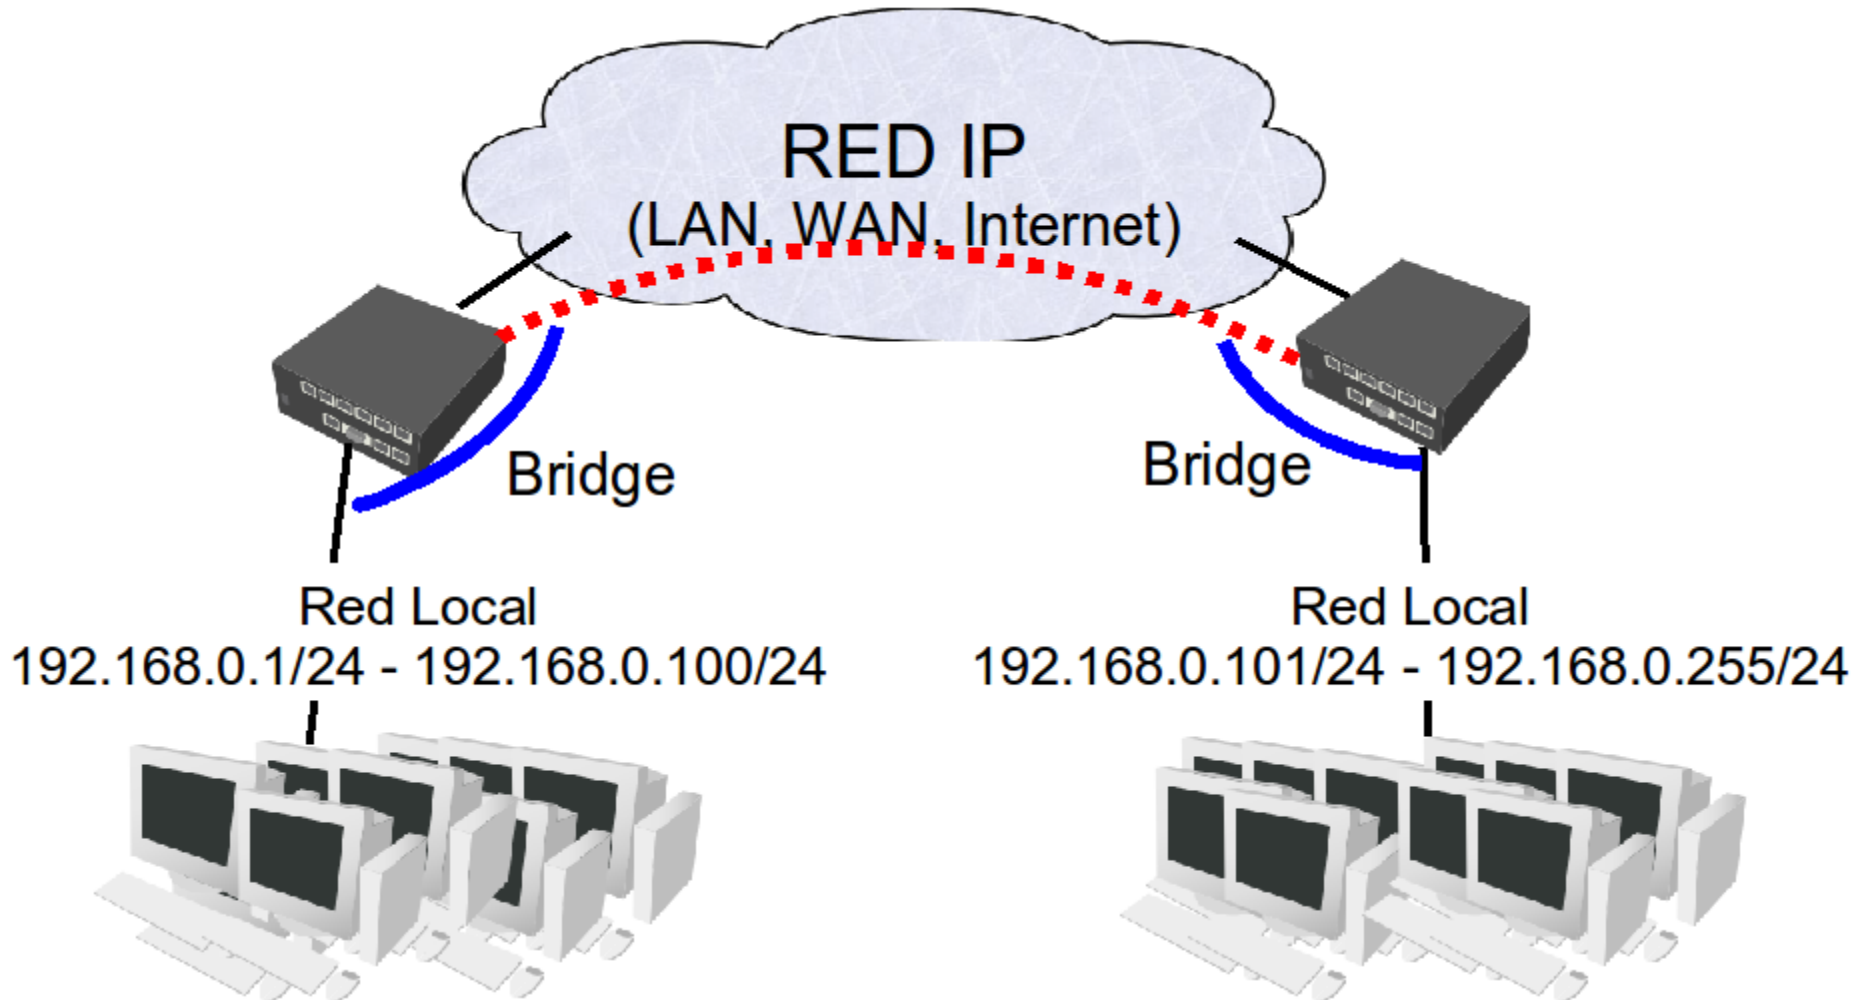 RED IP
(LAN, WAN, Internet)
Bridge
Bridge
Red Local
192.168.0.1/24 - 192.168.0.100/24
Red Local
192.168.0.101/24 - 192.168.0.255/24